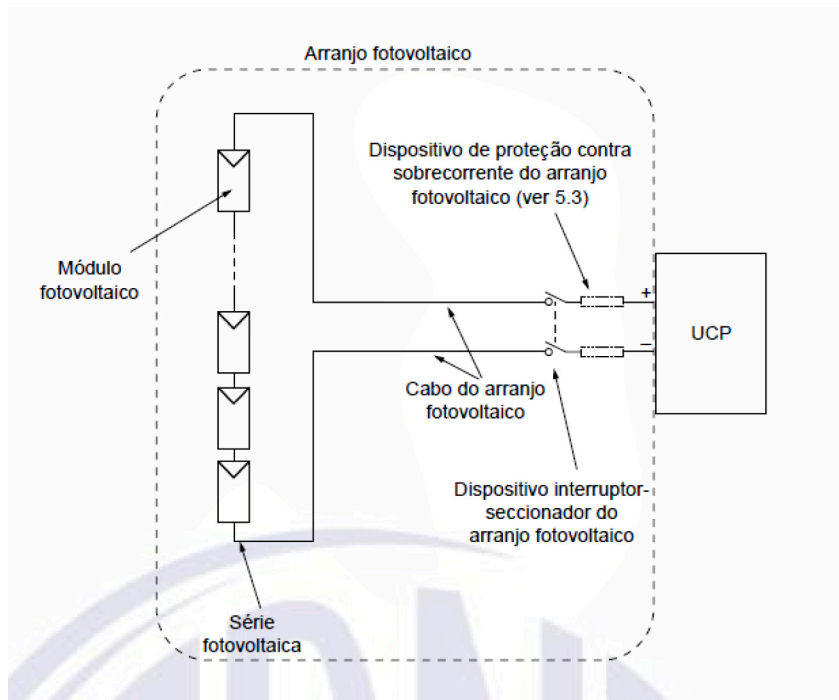 Arranjo fotovoltaico
Dispositivo de proteção contra
sobrecorrente do arranjo
fotovoltaico (ver 5.3)
Módulo
fotovoltaico
+
–
UCP
Cabo do arranjo
fotovoltaico
Dispositivo interruptor-
seccionador do
arranjo fotovoltaico
Série
fotovoltaica